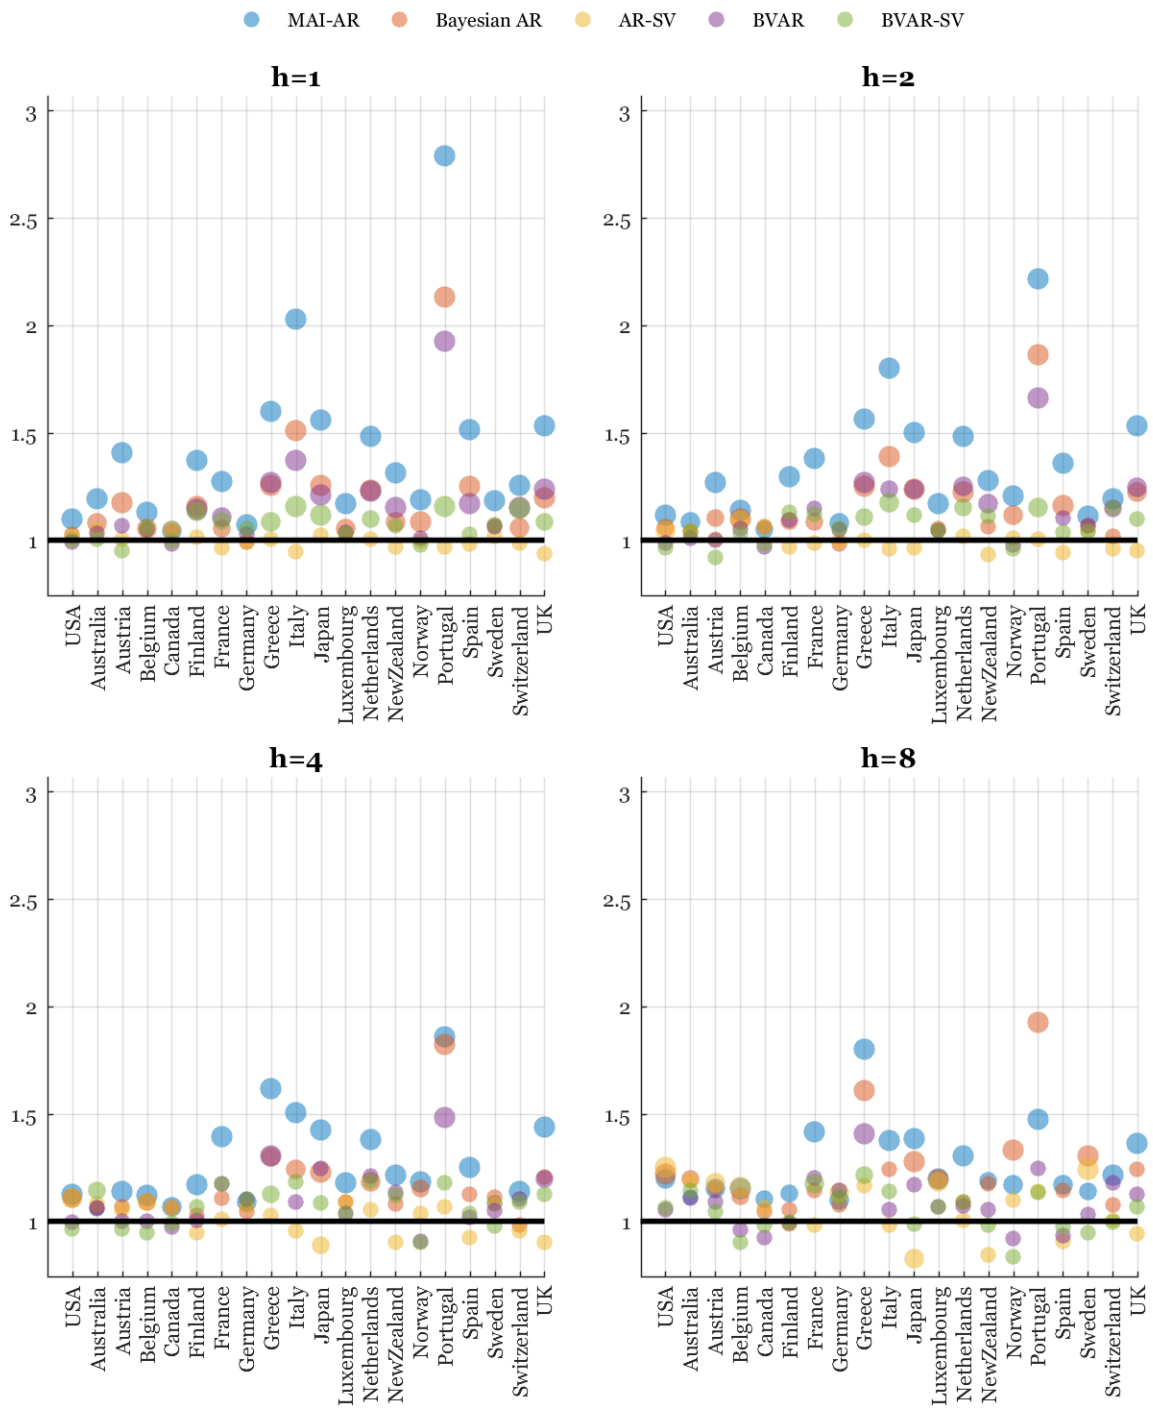 MAI-AR Bayesian AR AR-SV BVAR BVAR-SV
h=1
3
2.5
2
1.5
1
USA Australia Austria Belgium Canada Finland France Germany Greece Italy Japan Luxembourg Netherlands NewZealand Norway Portugal Spain Sweden Switzerland UK
h=2
3
2.5
2
1.5
1
USA Australia Austria Belgium Canada Finland France Germany Greece Italy Japan Luxembourg Netherlands NewZealand Norway Portugal Spain Sweden Switzerland UK
h=4
3
2.5
2
1.5
1
USA Australia Austria Belgium Canada Finland France Germany Greece Italy Japan Luxembourg Netherlands NewZealand Norway Portugal Spain Sweden Switzerland UK
h=8
3
2.5
2
1.5
1
USA Australia Austria Belgium Canada Finland France Germany Greece Italy Japan Luxembourg Netherlands NewZealand Norway Portugal Spain Sweden Switzerland UK